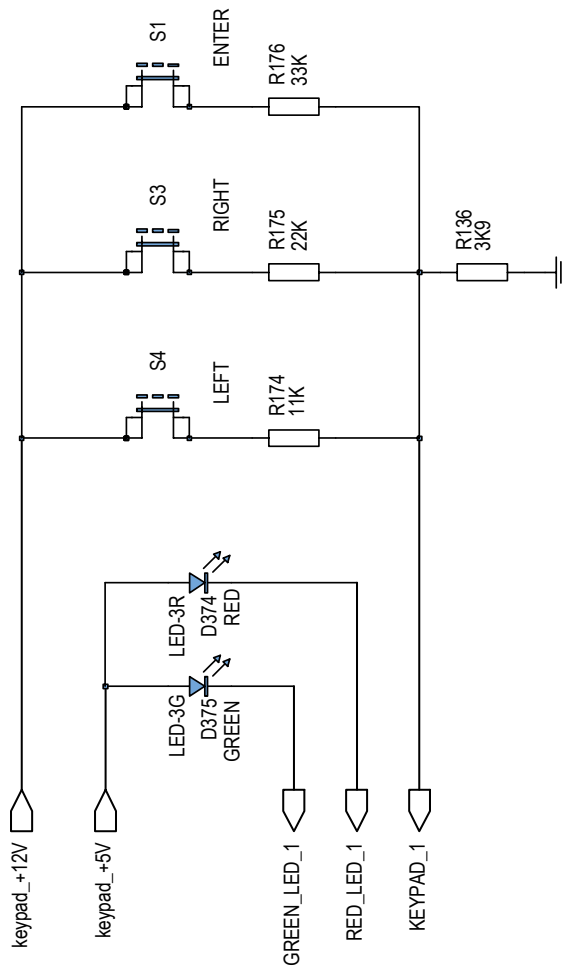 S1
ENTER
R176
33K
S3
RIGHT
R175
22K
R136
3K9
S4
LEFT
R174
11K
LED-3R
D374
RED
LED-3G
D375
GREEN
keypad_+12V
keypad_+5V
GREEN_LED_1
RED_LED_1
KEYPAD_1